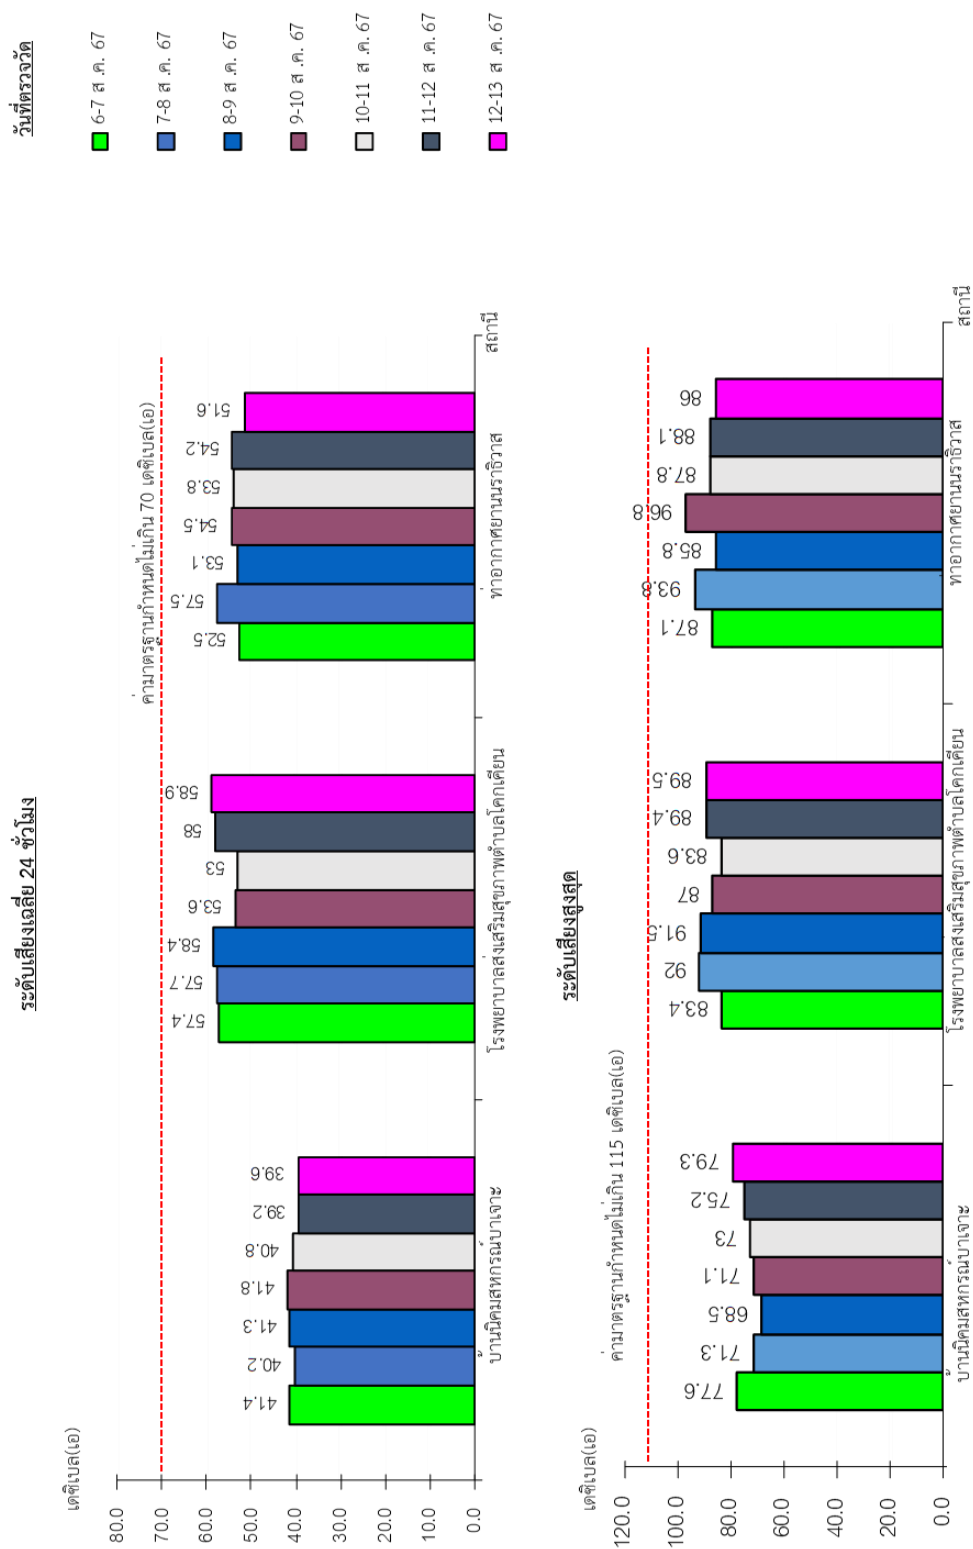 ระดับเสียงเฉลี่ย 24 ชั่วโมง
วันที่ตรวจวัด
6-7 ส.ค. 67
7-8 ส.ค. 67
8-9 ส.ค. 67
9-10 ส.ค. 67
10-11 ส.ค. 67
11-12 ส.ค. 67
12-13 ส.ค. 67
เดซิเบล(เอ)
ค่ามาตรฐานกำหนดไม่เกิน 70 เดซิเบล(เอ)
80.0
70.0
60.0
50.0
40.0
30.0
20.0
10.0
0.0
41.4 40.2 41.3 41.8 40.8 39.2 39.6
57.4 57.7 58.4 53.6 53 58 58.9
52.5 57.5 53.1 54.5 53.8 54.2 51.6
บ้านนิคมสหกรณ์บาเจาะ
โรงพยาบาลส่งเสริมสุขภาพตำบลโคกเคียน
ท่าอากาศยานนราธิวาส
สถานี
ระดับเสียงสูงสุด
เดซิเบล(เอ)
ค่ามาตรฐานกำหนดไม่เกิน 115 เดซิเบล(เอ)
120.0
100.0
80.0
60.0
40.0
20.0
0.0
77.6 71.3 68.5 71.1 73 75.2 79.3
83.4 92 91.5 87 83.6 89.4 89.5
87.1 93.8 85.8 96.8 87.8 88.1 86
บ้านนิคมสหกรณ์บาเจาะ
โรงพยาบาลส่งเสริมสุขภาพตำบลโคกเคียน
ท่าอากาศยานนราธิวาส
สถานี